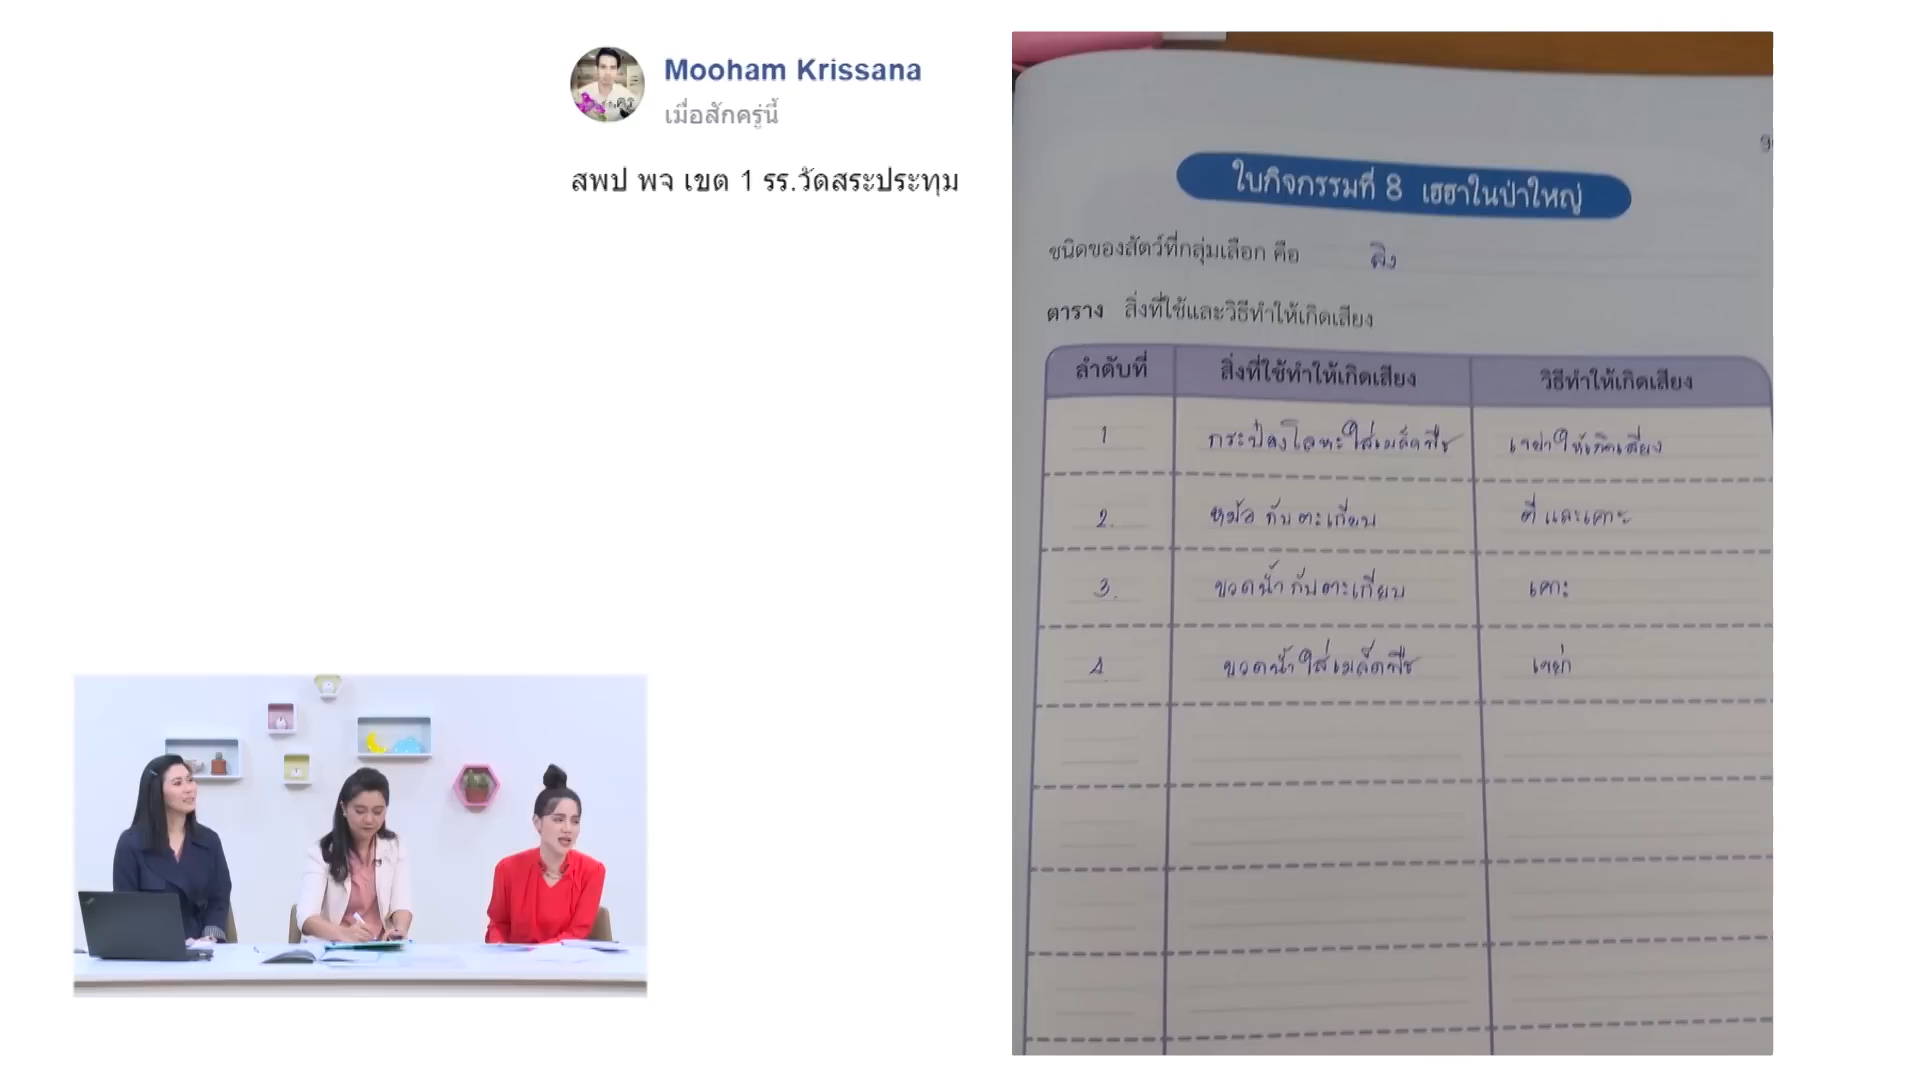 Mooham Krissana
เมื่อสักครู่นี้
สพป พจ เขต 1 รร.วัดสระประทุม
ใบกิจกรรมที่ 8 เฮฮาในป่าใหญ่
ชนิดของสัตว์ที่กลุ่มเลือก คือ ลิง
ตาราง สิ่งที่ใช้และวิธีทำให้เกิดเสียง
ลำดับที่ สิ่งที่ใช้ทำให้เกิดเสียง วิธีทำให้เกิดเสียง
1 กระป๋องโลหะใส่เมล็ดพืช เขย่าให้เกิดเสียง
2. หม้อ กับ ตะเกียบ ตี และเคาะ
3. ขวดน้ำ กับตะเกียบ เคาะ
4 ขวดน้ำใส่เมล็ดพืช เขย่า